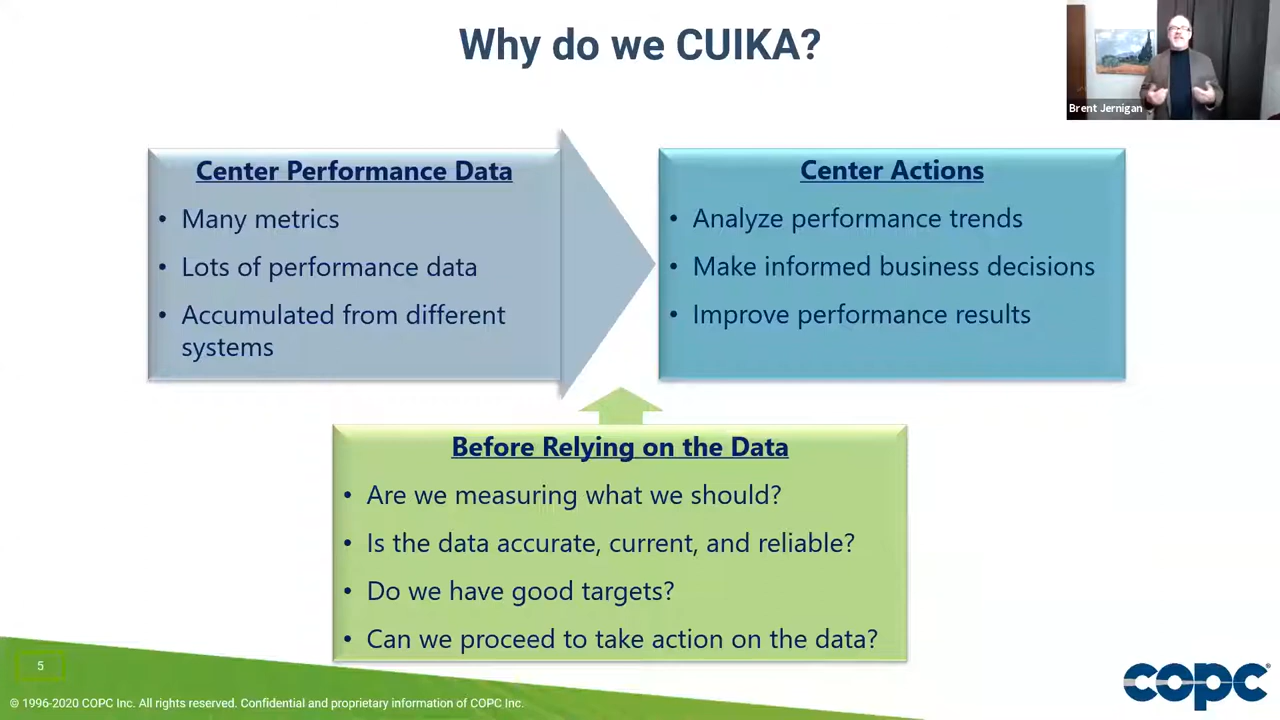 Why do we CUIKA?
Brent Jernigan
Center Performance Data
• Many metrics
• Lots of performance data
• Accumulated from different
systems
Center Actions
• Analyze performance trends
• Make informed business decisions
• Improve performance results
Before Relying on the Data
• Are we measuring what we should?
• Is the data accurate, current, and reliable?
• Do we have good targets?
• Can we proceed to take action on the data?
5
© 1996-2020 COPC Inc. All rights reserved. Confidential and proprietary information of COPC Inc.
copc®